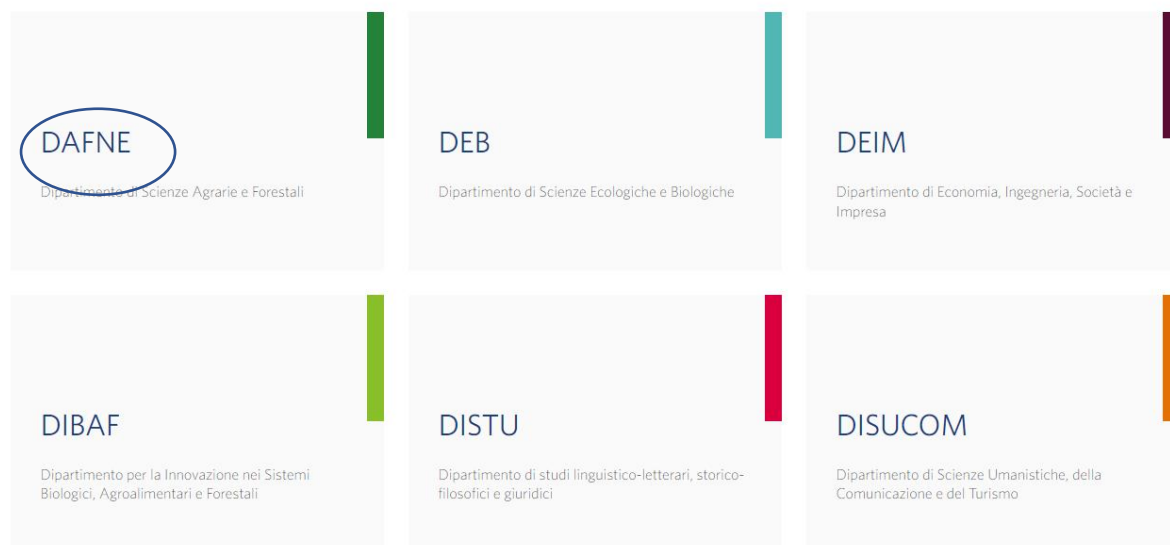 DAFNE
Dipartimento di Scienze Agrarie e Forestali
DEB
Dipartimento di Scienze Ecologiche e Biologiche
DEIM
Dipartimento di Economia, Ingegneria, Società e
Impresa
DIBAF
Dipartimento per la Innovazione nei Sistemi
Biologici, Agroalimentari e Forestali
DISTU
Dipartimento di studi linguistico-letterari, storico-
filosofici e giuridici
DISUCOM
Dipartimento di Scienze Umanistiche, della
Comunicazione e del Turismo